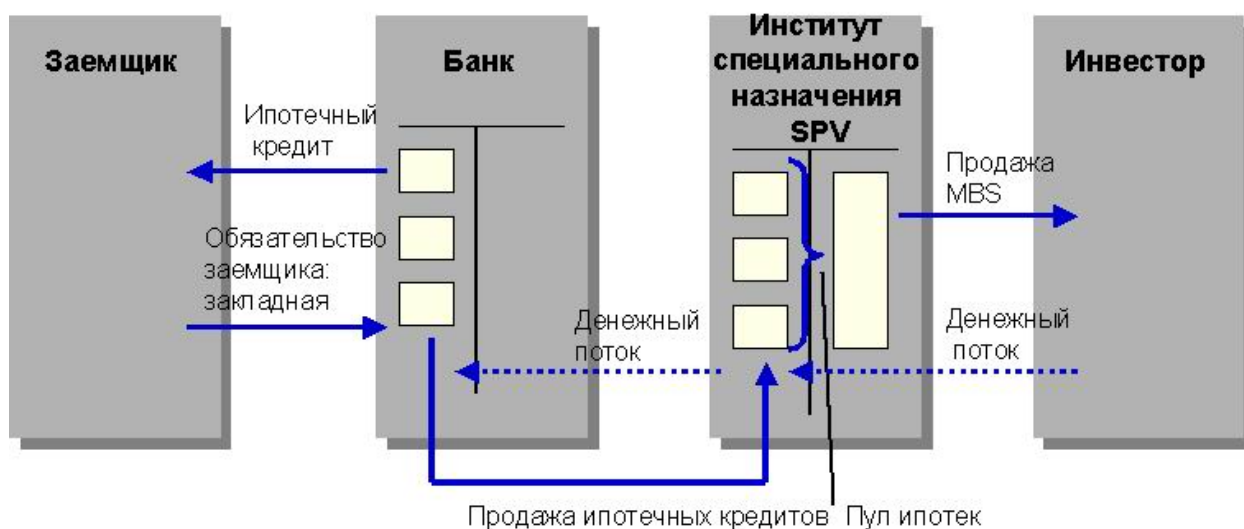 Заемщик
Банк
Институт
специального
назначения
SPV
Инвестор
Ипотечный
кредит
Обязательство
заемщика:
закладная
Денежный
поток
Продажа
MBS
Денежный
поток
Продажа ипотечных кредитов
Пул ипотек